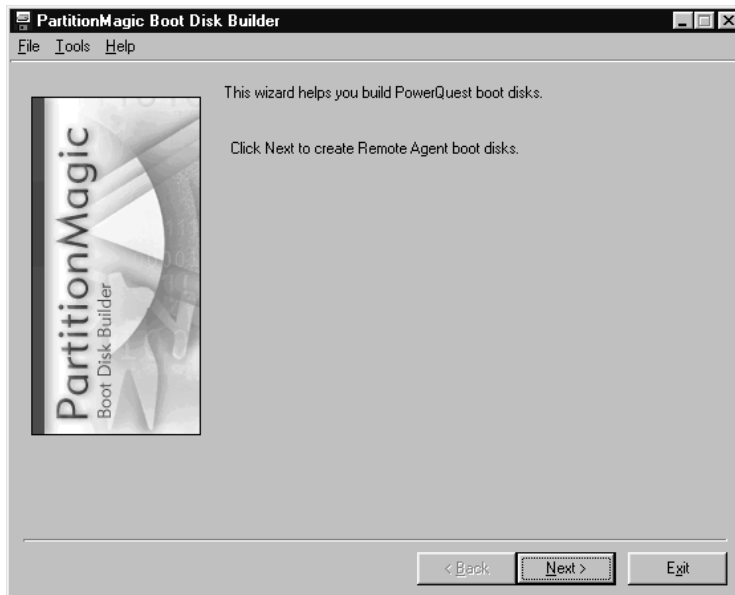 PartitionMagic Boot Disk Builder
File Tools Help
This wizard helps you build PowerQuest boot disks.
Click Next to create Remote Agent boot disks.
PartitionMagic
Boot Disk Builder
< Back
Next >
Exit